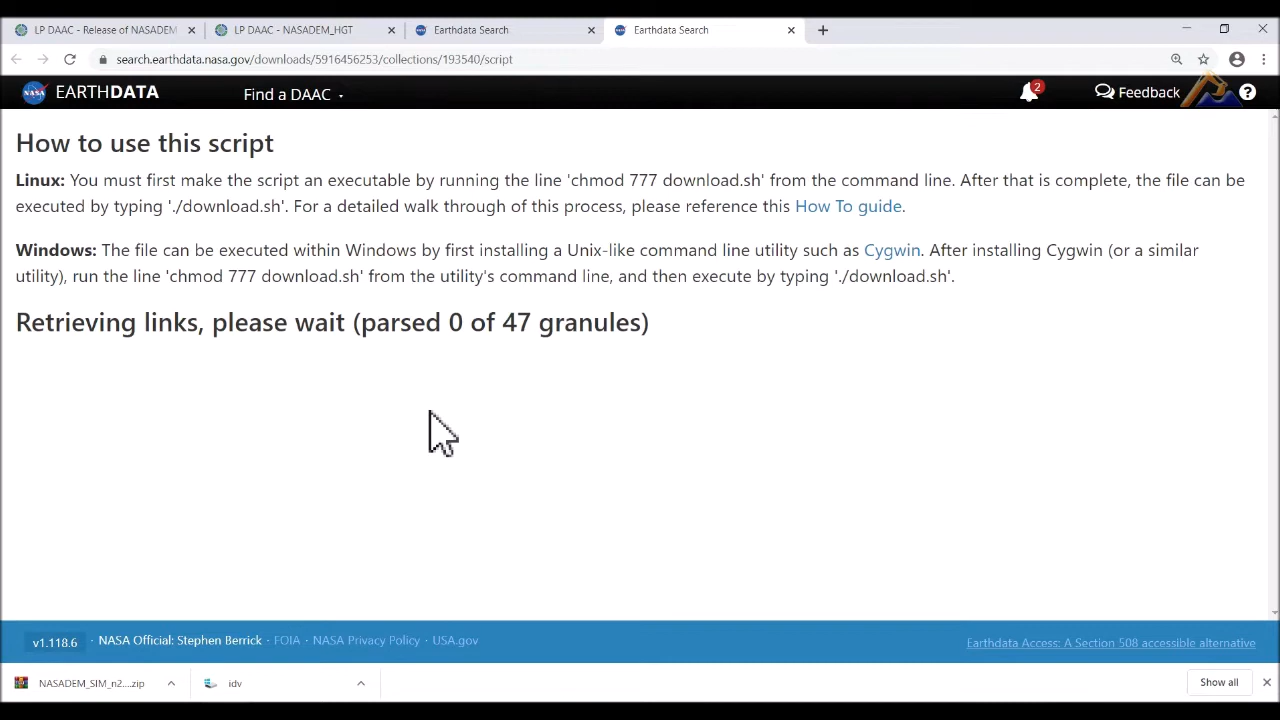 LP DAAC - Release of NASADEM
LP DAAC - NASADEM_HGT
Earthdata Search
Earthdata Search
search.earthdata.nasa.gov/downloads/5916456253/collections/193540/script
EARTHDATA
Find a DAAC
2
Feedback
?
How to use this script
Linux: You must first make the script an executable by running the line 'chmod 777 download.sh' from the command line. After that is complete, the file can be
executed by typing './download.sh'. For a detailed walk through of this process, please reference this How To guide.
Windows: The file can be executed within Windows by first installing a Unix-like command line utility such as Cygwin. After installing Cygwin (or a similar
utility), run the line 'chmod 777 download.sh' from the utility's command line, and then execute by typing './download.sh'.
Retrieving links, please wait (parsed 0 of 47 granules)
v1.118.6 · NASA Official: Stephen Berrick · FOIA · NASA Privacy Policy · USA.gov
Earthdata Access: A Section 508 accessible alternative
NASADEM_SIM_n2....zip
idv
Show all